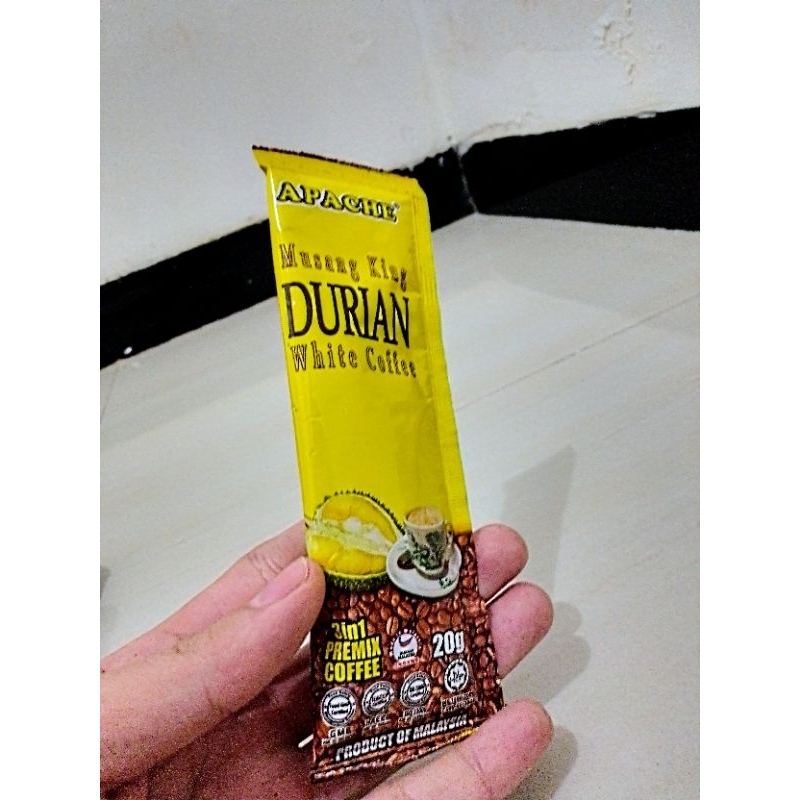 APACHE®
Musang King
DURIAN
White Coffee
3in1
PREMIX
COFFEE
20g
PRODUCT OF MALAYSIA